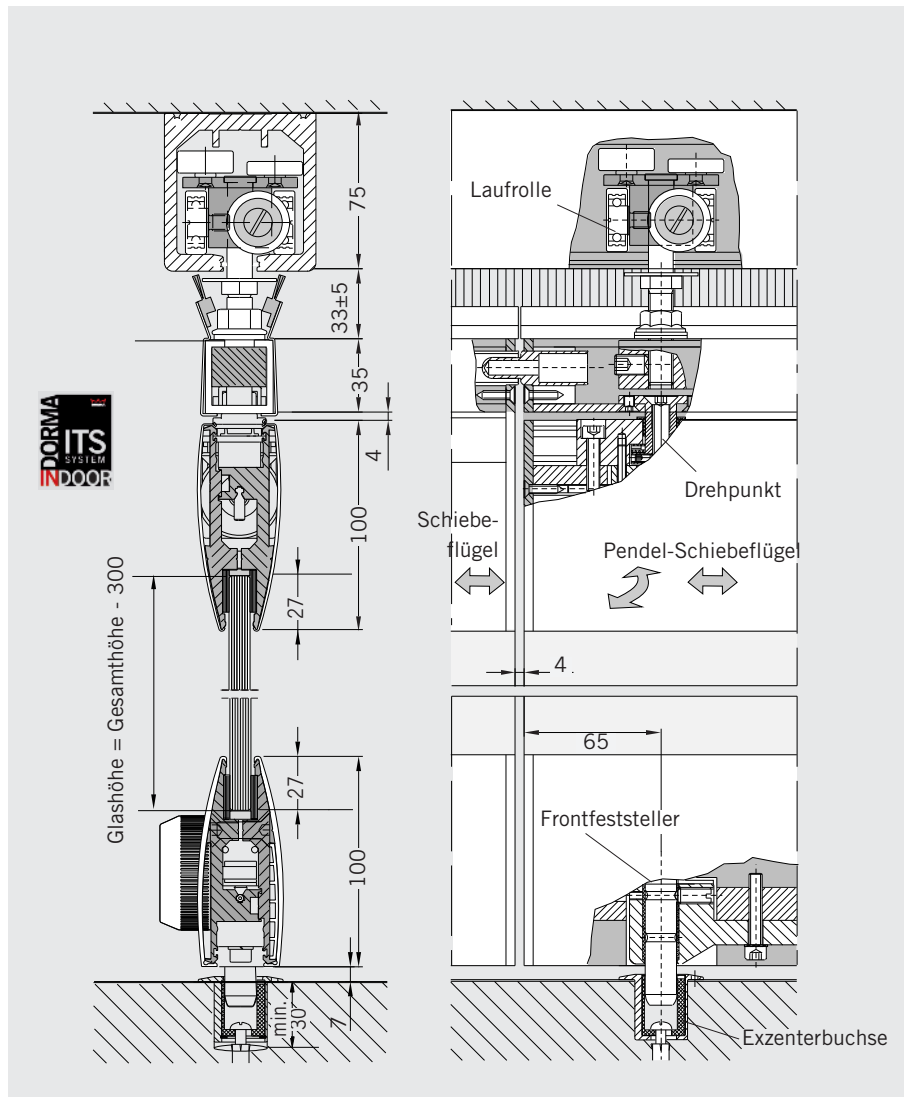 75
Laufrolle
33±5
35
4
DORMA
ITS
SYSTEM
INDOOR
Drehpunkt
100
Schiebe-
flügel
Pendel-Schiebeflügel
27
Glashöhe = Gesamthöhe - 300
4
65
27
Frontfeststeller
100
min.
30
7
Exzenterbuchse